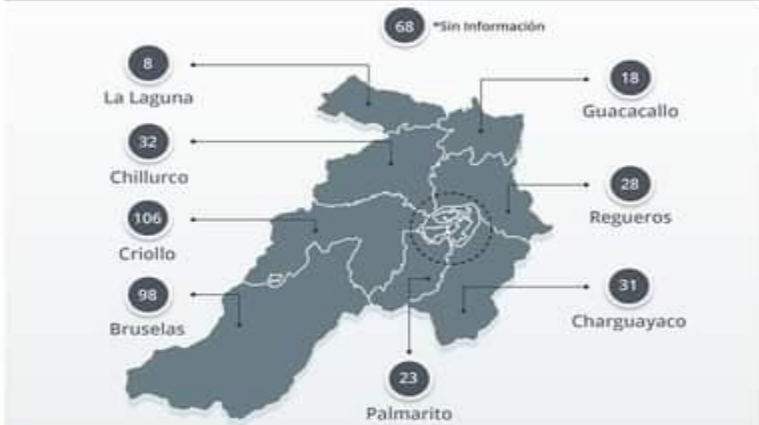 68 *Sin Información
8
La Laguna
18
Guacacallo
32
Chillurco
28
Regueros
106
Criollo
98
Bruselas
31
Charguayaco
23
Palmarito